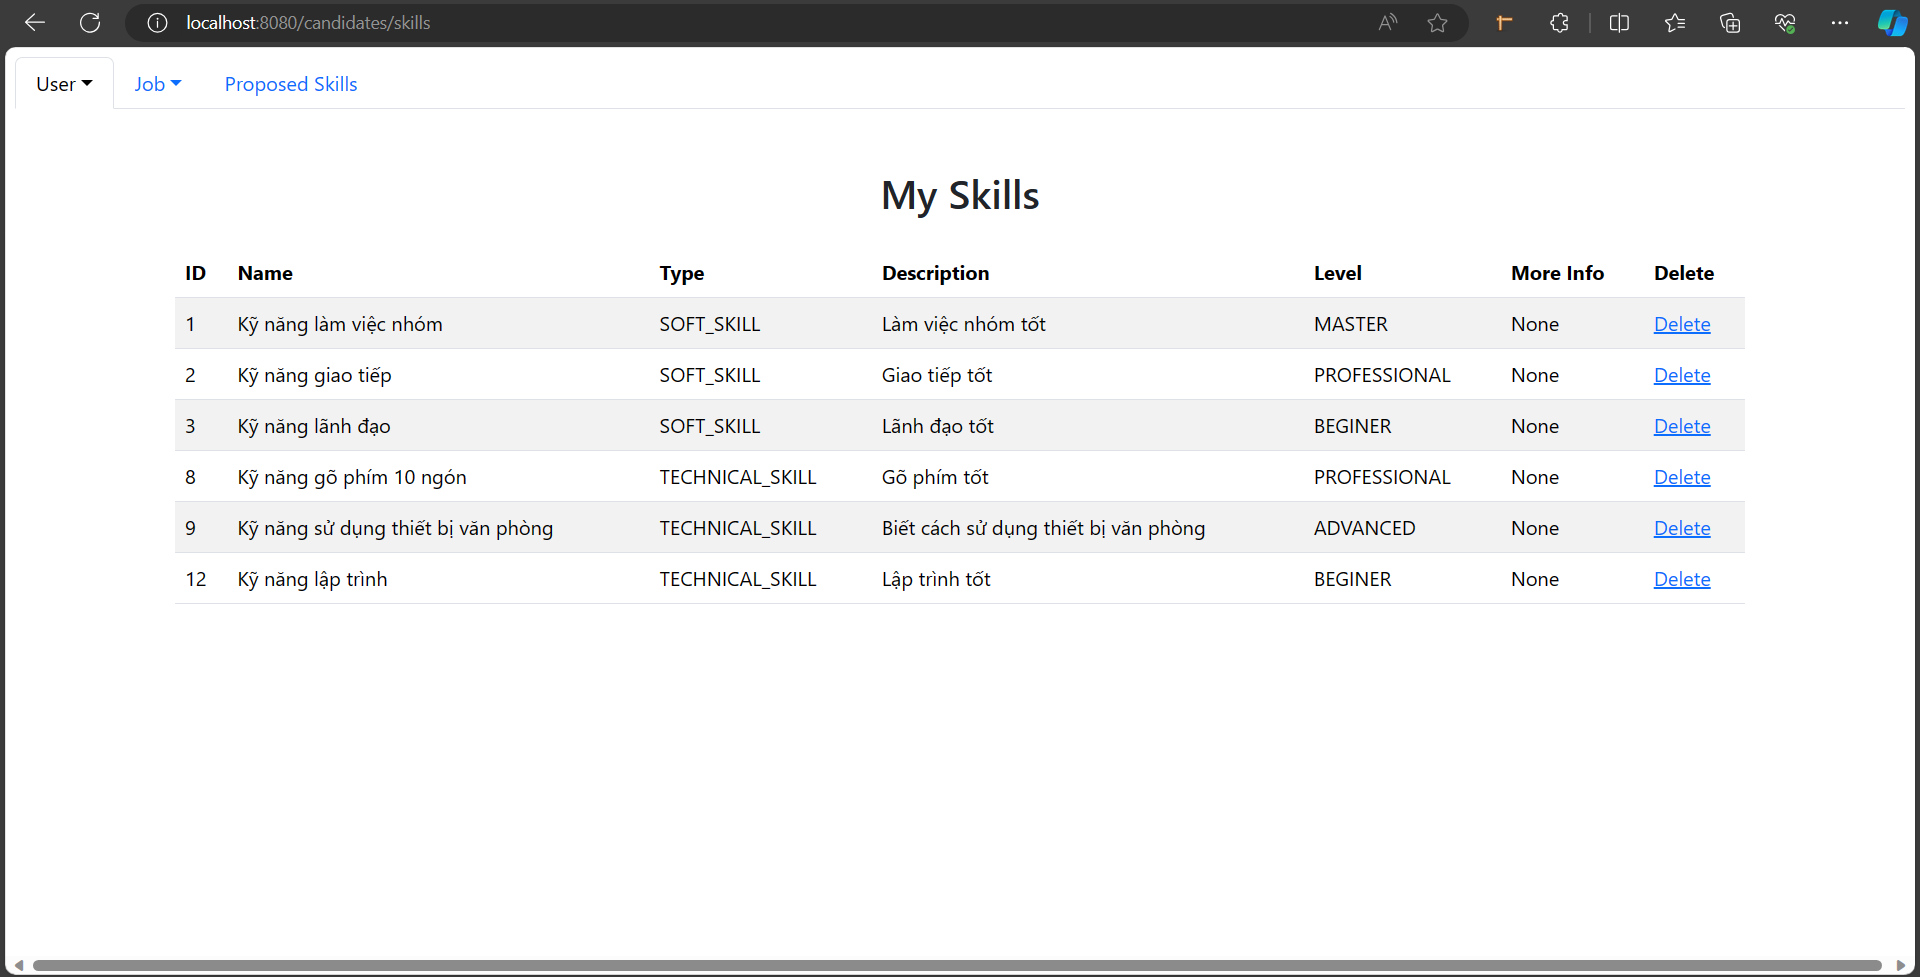 localhost:8080/candidates/skills
User Job Proposed Skills
My Skills
ID Name Type Description Level More Info Delete
1 Kỹ năng làm việc nhóm SOFT_SKILL Làm việc nhóm tốt MASTER None Delete
2 Kỹ năng giao tiếp SOFT_SKILL Giao tiếp tốt PROFESSIONAL None Delete
3 Kỹ năng lãnh đạo SOFT_SKILL Lãnh đạo tốt BEGINER None Delete
8 Kỹ năng gõ phím 10 ngón TECHNICAL_SKILL Gõ phím tốt PROFESSIONAL None Delete
9 Kỹ năng sử dụng thiết bị văn phòng TECHNICAL_SKILL Biết cách sử dụng thiết bị văn phòng ADVANCED None Delete
12 Kỹ năng lập trình TECHNICAL_SKILL Lập trình tốt BEGINER None Delete